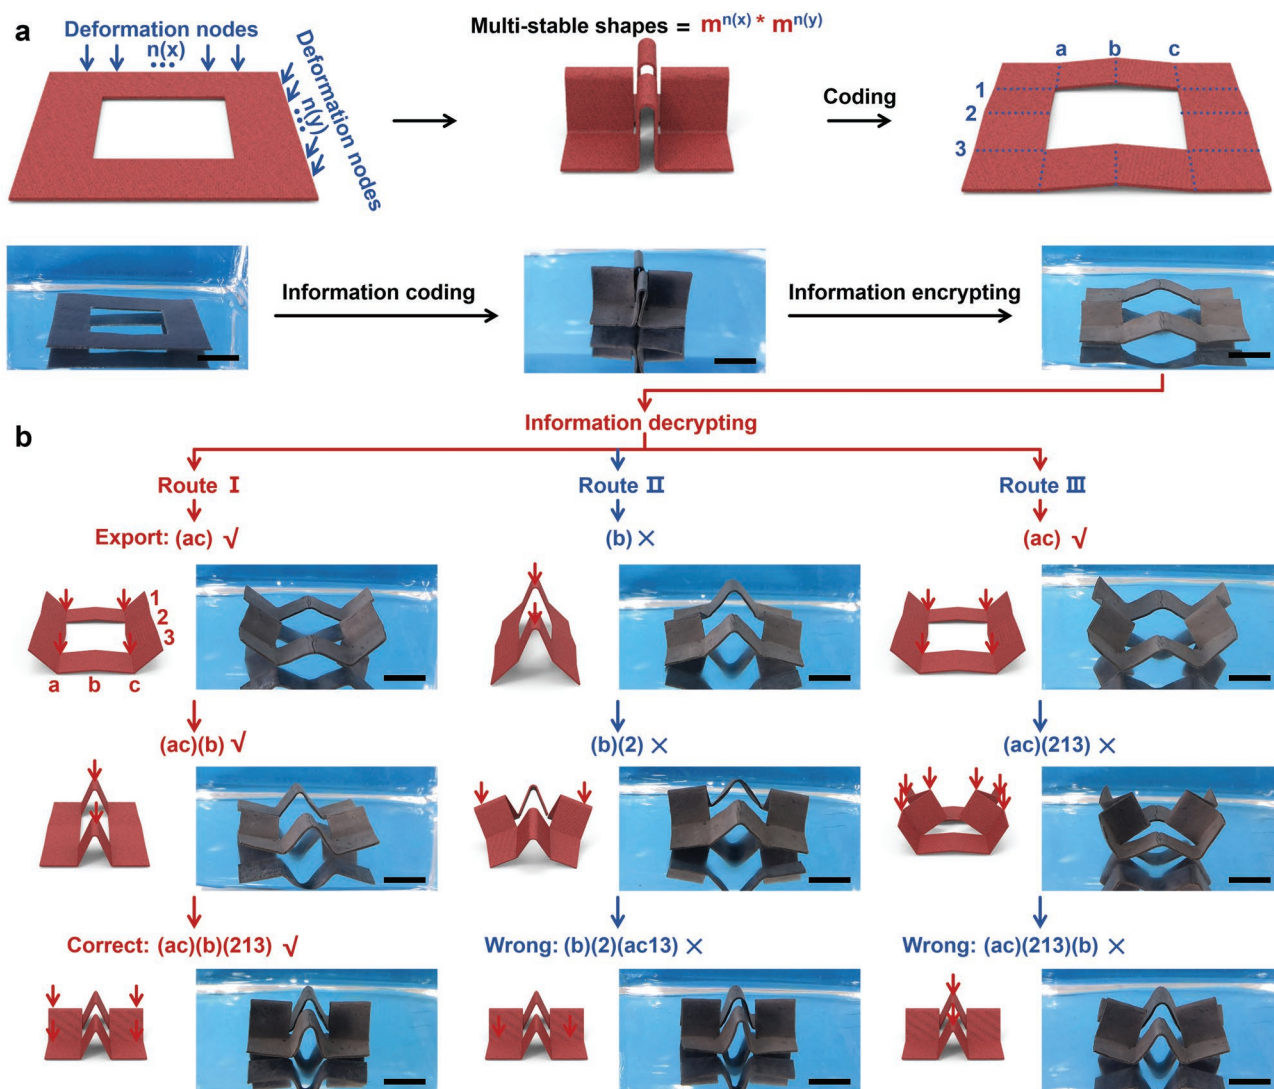 a
Deformation nodes
n(x)
...
Deformation nodes
n(y)
...
Multi-stable shapes = m^n(x) * m^n(y)
Coding
a b c
1
2
3
Information coding
Information encrypting
Information decrypting
b
Route Ⅰ
Route Ⅱ
Route Ⅲ
Export: (ac) √
(b) ×
(ac) √
1
2
3
a b c
(ac)(b) √
(b)(2) ×
(ac)(213) ×
Correct: (ac)(b)(213) √
Wrong: (b)(2)(ac13) ×
Wrong: (ac)(213)(b) ×